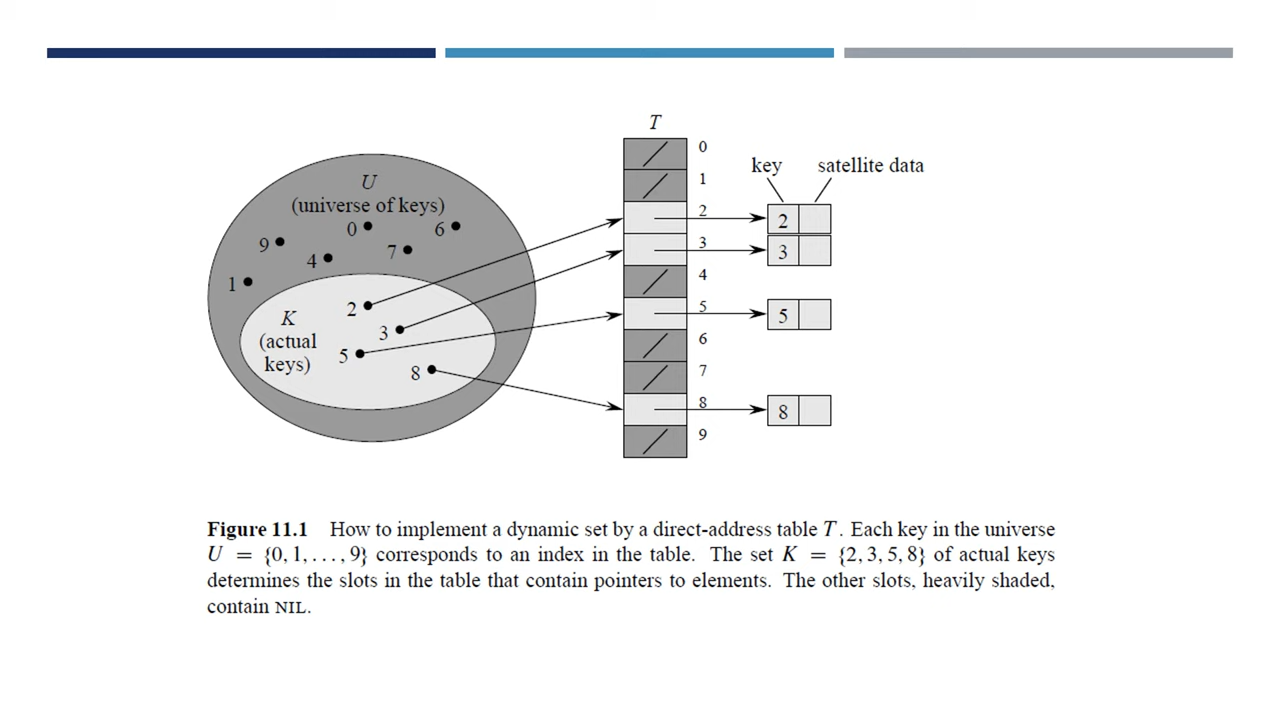 T
0
key satellite data
U
(universe of keys)
1
0 6
2
2
9
7
3
3
4
4
1
2
K
5
5
(actual
3
6
keys)
5
7
8
8
8
9
Figure 11.1 How to implement a dynamic set by a direct-address table T. Each key in the universe
U = {0, 1, . . . , 9} corresponds to an index in the table. The set K = {2, 3, 5, 8} of actual keys
determines the slots in the table that contain pointers to elements. The other slots, heavily shaded,
contain NIL.